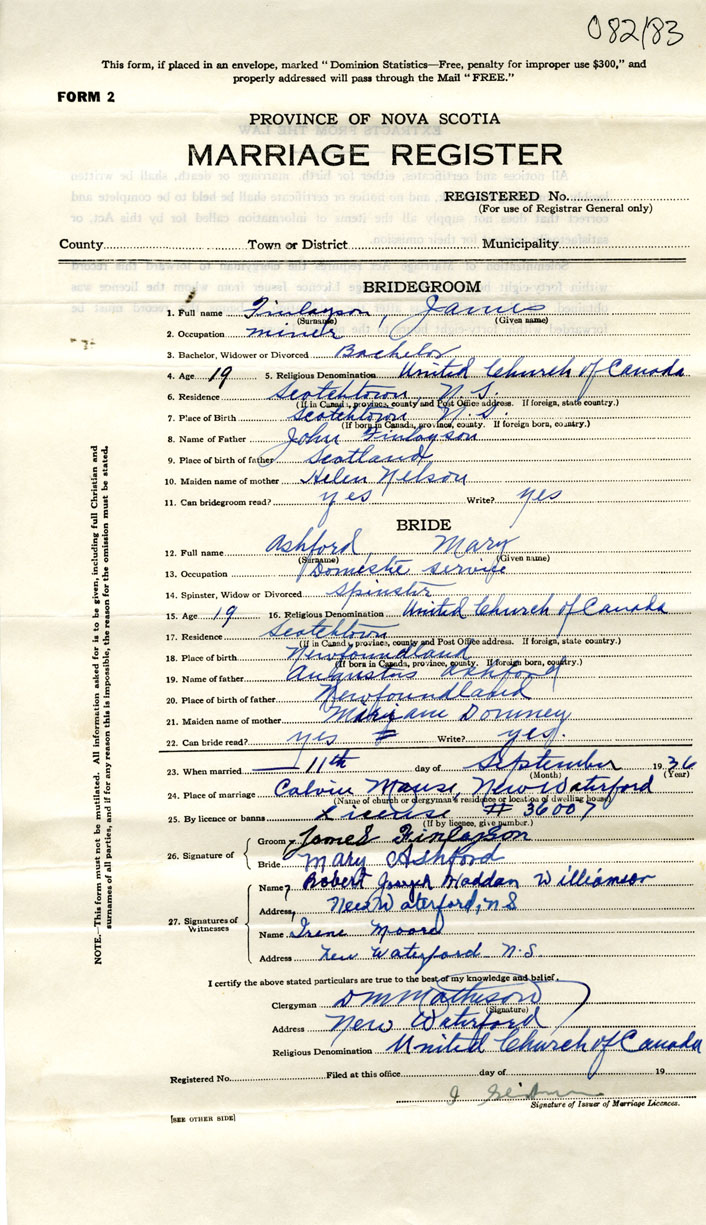 082183
This form, if placed in an envelope, marked "Dominion Statistics—Free, penalty for improper use $300," and
properly addressed will pass through the Mail "FREE."
FORM 2
PROVINCE OF NOVA SCOTIA
MARRIAGE REGISTER
REGISTERED No.
(For use of Registrar General only)
County Town or District Municipality
BRIDEGROOM
1. Full name Finlayson, James
(Surname) (Given name)
2. Occupation miner
3. Bachelor, Widower or Divorced Bachelor
4. Age 19 5. Religious Denomination United Church of Canada
6. Residence Scotchtown N.S.
(If in Canada, province, county and Post Office address. If foreign, state country.)
7. Place of Birth Scotchtown N.S.
(If born in Canada, province, county. If foreign born, country.)
8. Name of Father John Finlayson
9. Place of birth of father Scotland
10. Maiden name of mother Helen Nelson
11. Can bridegroom read? yes Write? yes
BRIDE
12. Full name Ashford, Mary
(Surname) (Given name)
13. Occupation Domestic service
14. Spinster, Widow or Divorced Spinster
15. Age 19 16. Religious Denomination United Church of Canada
17. Residence Scotchtown
(If in Canada, province, county and Post Office address. If foreign, state country.)
18. Place of birth Newfoundland
(If born in Canada, province, county. If foreign born, country.)
19. Name of father Augustus Ashford
20. Place of birth of father Newfoundland
21. Maiden name of mother Domney
22. Can bride read? yes Write? yes.
23. When married 11th day of September 1936
(Month) (Year)
24. Place of marriage Calvin Manse, New Waterford
(Name of church or clergyman's residence or location of dwelling house)
25. By licence or banns License # 36007
(If by licence, give number.)
26. Signature of
Groom James Finlayson
Bride Mary Ashford
27. Signatures of
Witnesses
Name Robert Joseph Maddan Williamson
Address, New Waterford, N.S
Name Irene Moore
Address New Waterford N.S.
I certify the above stated particulars are true to the best of my knowledge and belief.
Clergyman D M Matheson
(Signature)
Address New Waterford
Religious Denomination United Church of Canada
Registered No. Filed at this office day of 19
Signature of Issuer of Marriage Licences.
[SEE OTHER SIDE]
NOTE.—This form must not be mutilated. All information asked for is to be given, including full Christian and
surnames of all parties, and if for any reason this is impossible, the reason for the omission must be stated.